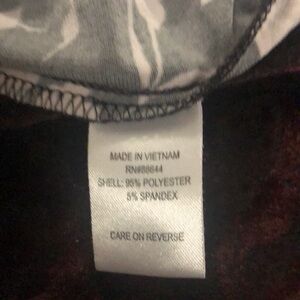 MADE IN VIETNAM
RN#88644
SHELL: 95% POLYESTER
5% SPANDEX
CARE ON REVERSE